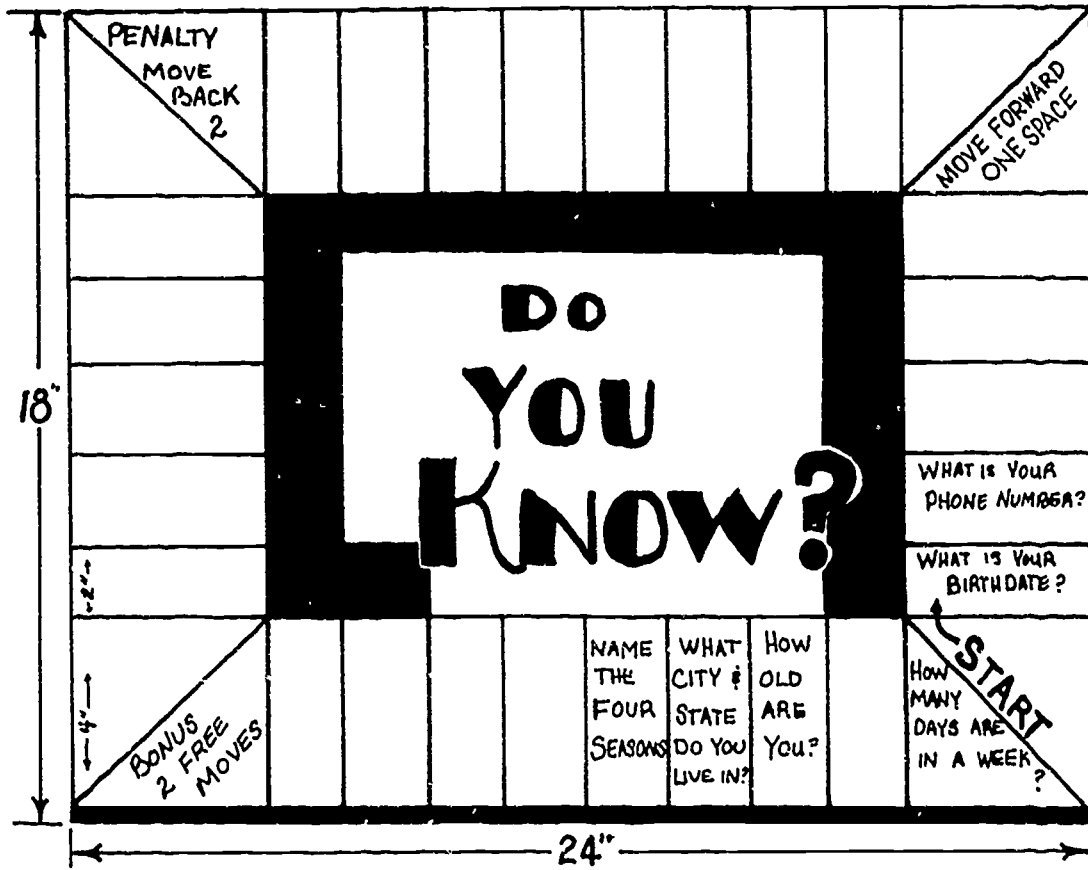 PENALTY
MOVE
BACK
2
MOVE FORWARD
ONE SPACE
DO
YOU
KNOW?
18"
WHAT IS YOUR
PHONE NUMBER?
WHAT IS YOUR
BIRTHDATE?
2"
4"
BONUS
2 FREE
MOVES
NAME
THE
FOUR
SEASONS
WHAT
CITY &
STATE
DO YOU
LIVE IN?
HOW
OLD
ARE
YOU?
START
HOW
MANY
DAYS ARE
IN A WEEK
?
24"